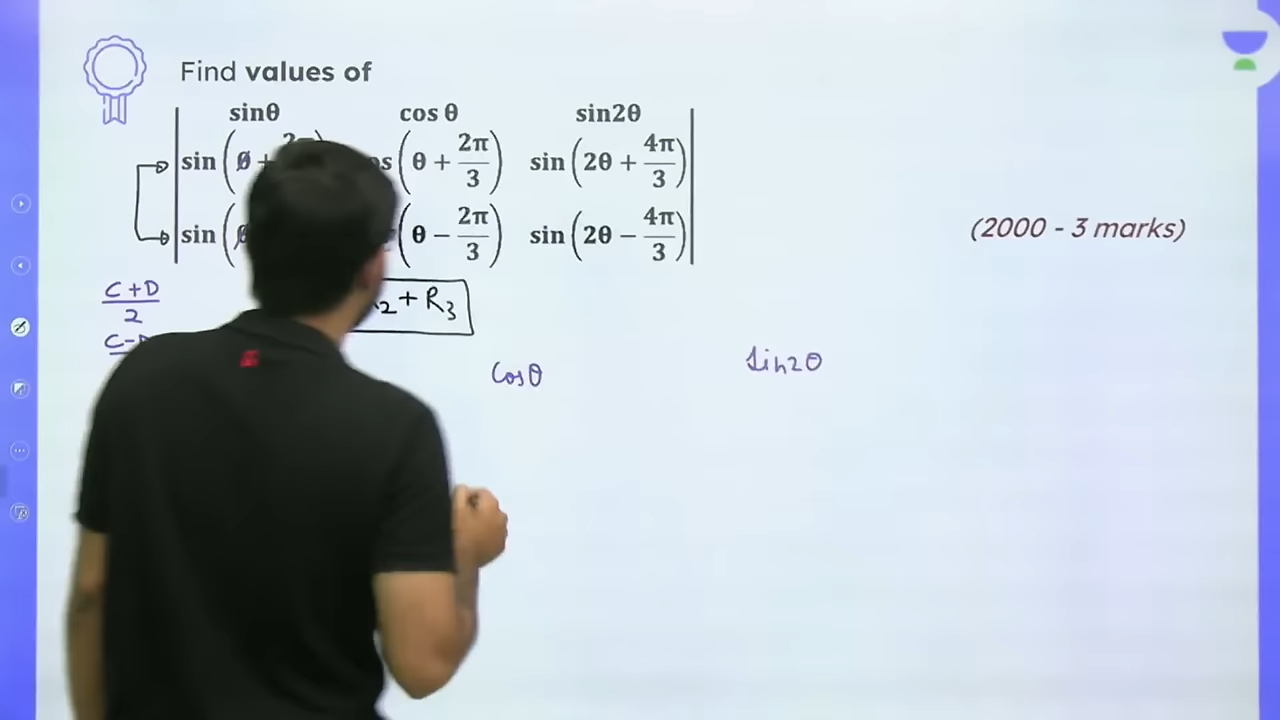 Find values of
sinθ cos θ sin2θ
sin (θ + (θ + 2π/3) sin (2θ + 4π/3)
sin ( (θ − 2π/3) sin (2θ − 4π/3)
(2000 - 3 marks)
C+D/2
₂ + R₃
C-
cosθ sin2θ